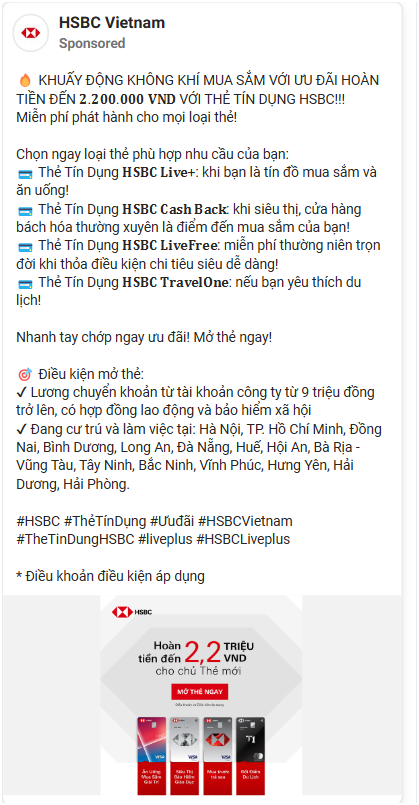 HSBC Vietnam
Sponsored
🔥 KHUẤY ĐỘNG KHÔNG KHÍ MUA SẮM VỚI ƯU ĐÃI HOÀN
TIỀN ĐẾN 2.200.000 VND VỚI THẺ TÍN DỤNG HSBC!!!
Miễn phí phát hành cho mọi loại thẻ!
Chọn ngay loại thẻ phù hợp nhu cầu của bạn:
💳 Thẻ Tín Dụng HSBC Live+: khi bạn là tín đồ mua sắm và
ăn uống!
💳 Thẻ Tín Dụng HSBC Cash Back: khi siêu thị, cửa hàng
bách hóa thường xuyên là điểm đến mua sắm của bạn!
💳 Thẻ Tín Dụng HSBC LiveFree: miễn phí thường niên trọn
đời khi thỏa điều kiện chi tiêu siêu dễ dàng!
💳 Thẻ Tín Dụng HSBC TravelOne: nếu bạn yêu thích du
lịch!
Nhanh tay chớp ngay ưu đãi! Mở thẻ ngay!
🎯 Điều kiện mở thẻ:
✔ Lương chuyển khoản từ tài khoản công ty từ 9 triệu đồng
trở lên, có hợp đồng lao động và bảo hiểm xã hội
✔ Đang cư trú và làm việc tại: Hà Nội, TP. Hồ Chí Minh, Đồng
Nai, Bình Dương, Long An, Đà Nẵng, Huế, Hội An, Bà Rịa -
Vũng Tàu, Tây Ninh, Bắc Ninh, Vĩnh Phúc, Hưng Yên, Hải
Dương, Hải Phòng.
#HSBC #ThẻTínDụng #Ưuđãi #HSBCVietnam
#TheTinDungHSBC #liveplus #HSBCLiveplus
* Điều khoản điều kiện áp dụng
HSBC
Hoàn
tiền đến 2,2 TRIỆU
VND
cho chủ Thẻ mới
MỞ THẺ NGAY
Ăn Uống
Mua Sắm
Giải Trí
Siêu Thị
Bảo Hiểm
Giáo Dục
Mua trước
trả sau
Đổi Điểm
Du Lịch